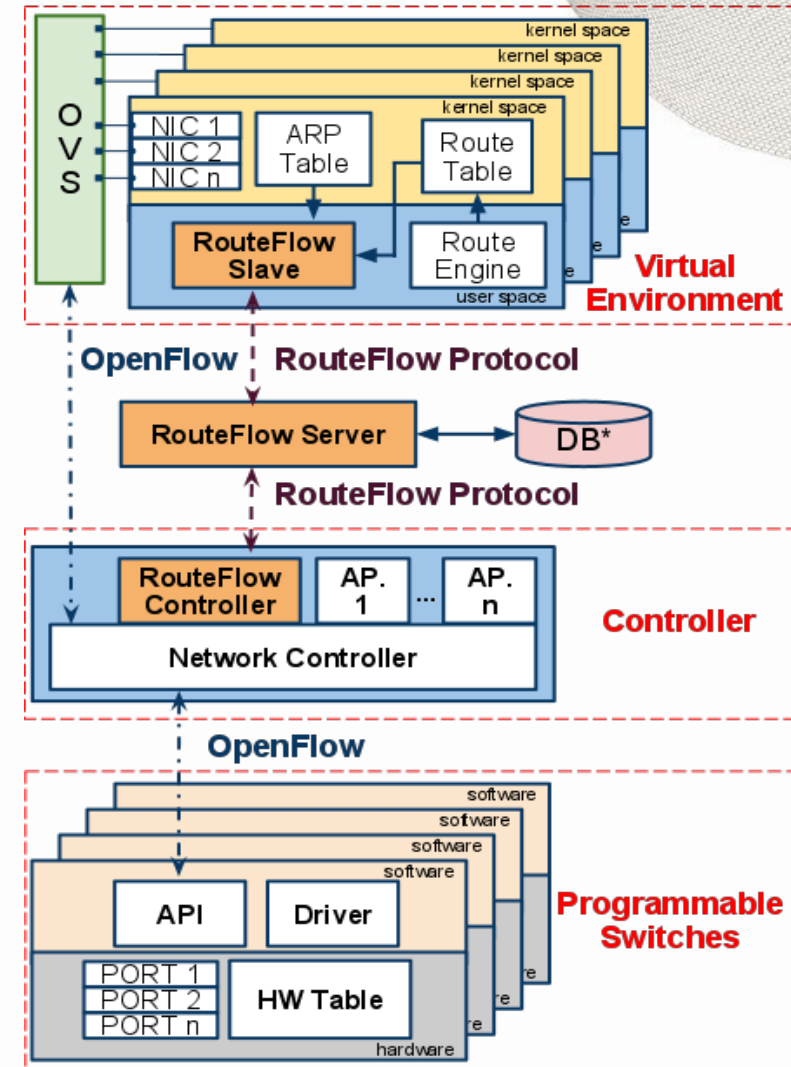 kernel space
kernel space
kernel space
kernel space
O
V
S
NIC 1
NIC 2
NIC n
ARP
Table
Route
Table
RouteFlow
Slave
Route
Engine
user space
e
e
e
Virtual
Environment
OpenFlow
RouteFlow Protocol
RouteFlow Server
DB*
RouteFlow Protocol
RouteFlow
Controller
AP.
1
...
AP.
n
Network Controller
Controller
OpenFlow
software
software
software
software
API
Driver
PORT 1
PORT 2
PORT n
HW Table
hardware
re
re
e
Programmable
Switches